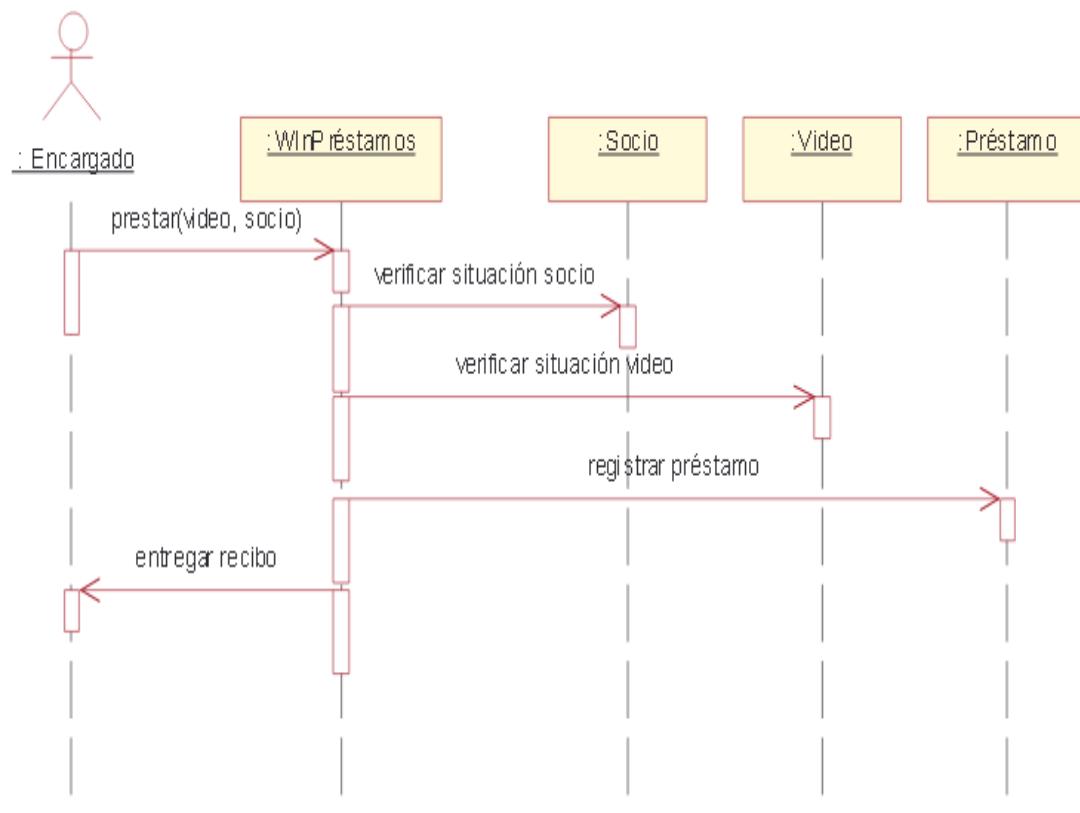 : Encargado
:WInPréstamos
:Socio
:Video
:Préstamo
prestar(video, socio)
verificar situación socio
verificar situación video
registrar préstamo
entregar recibo